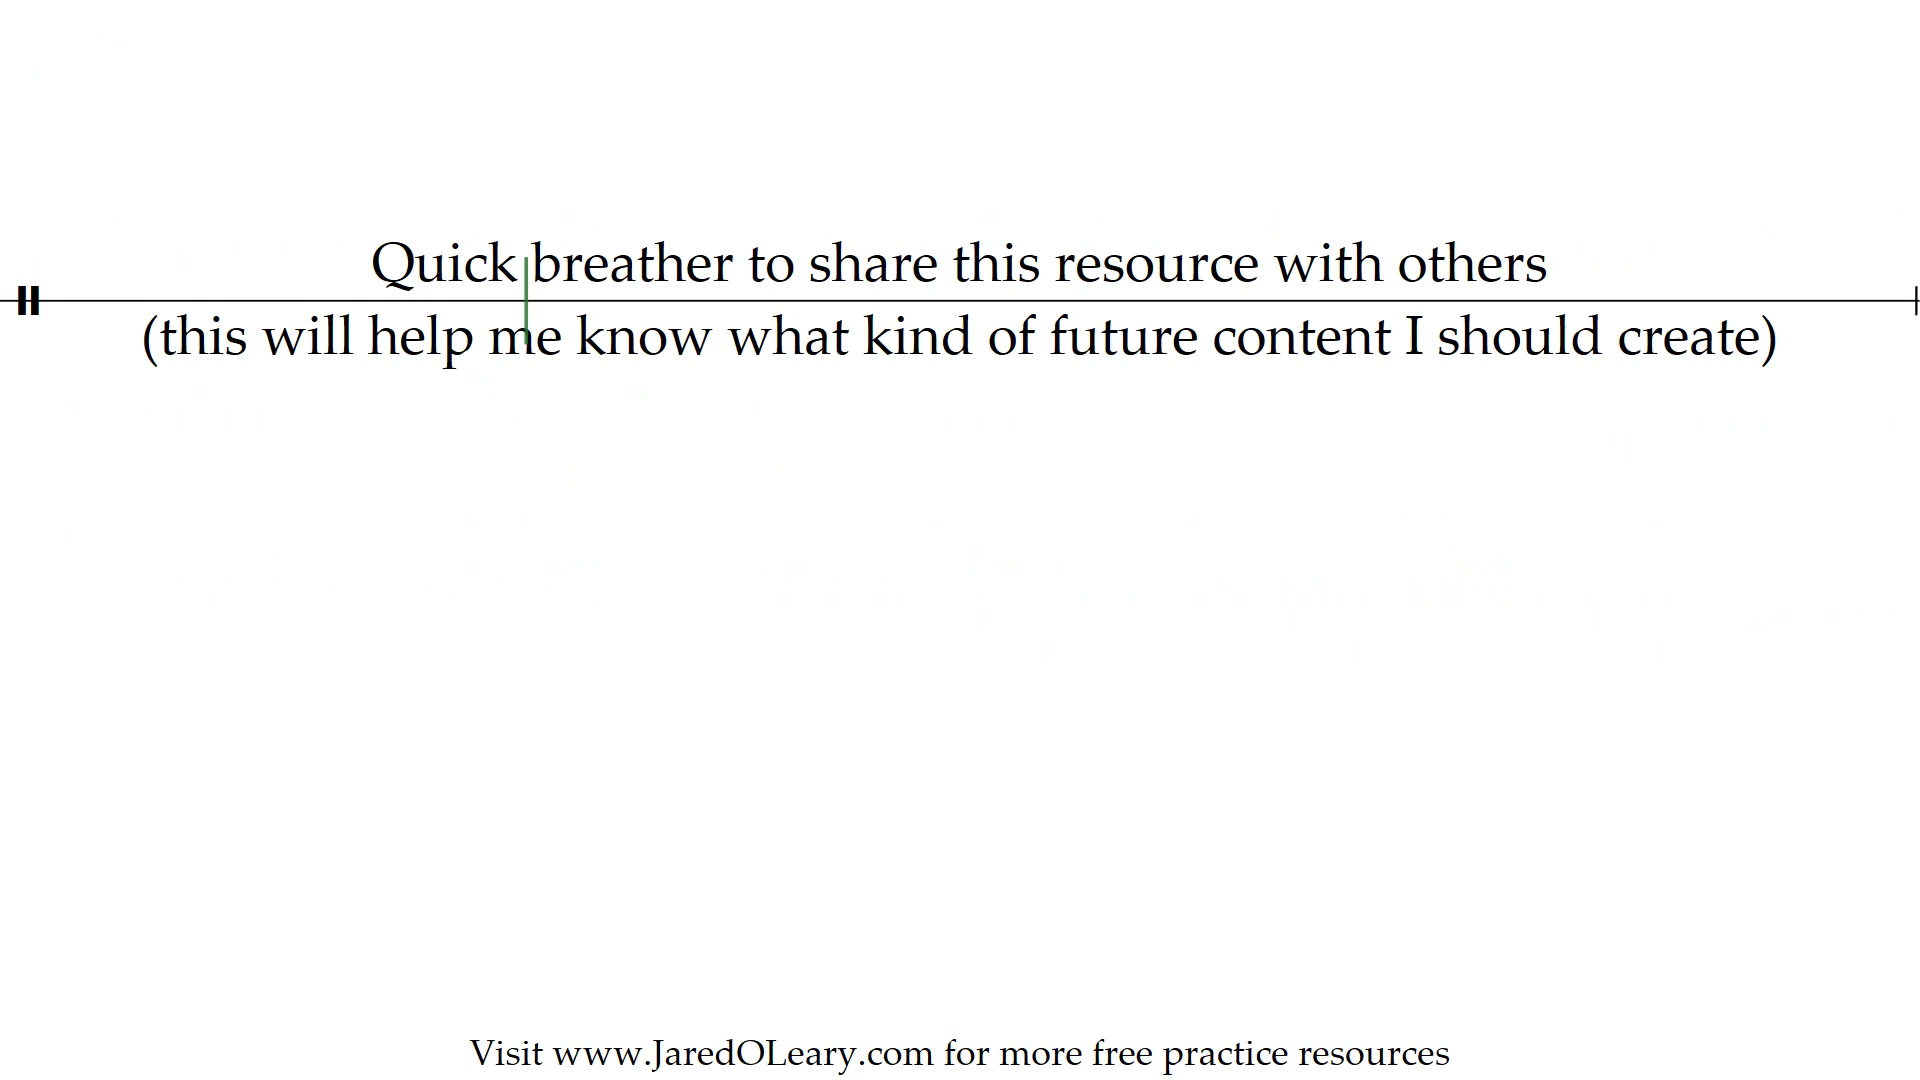 Quick breather to share this resource with others
(this will help me know what kind of future content I should create)
Visit www.JaredOLeary.com for more free practice resources